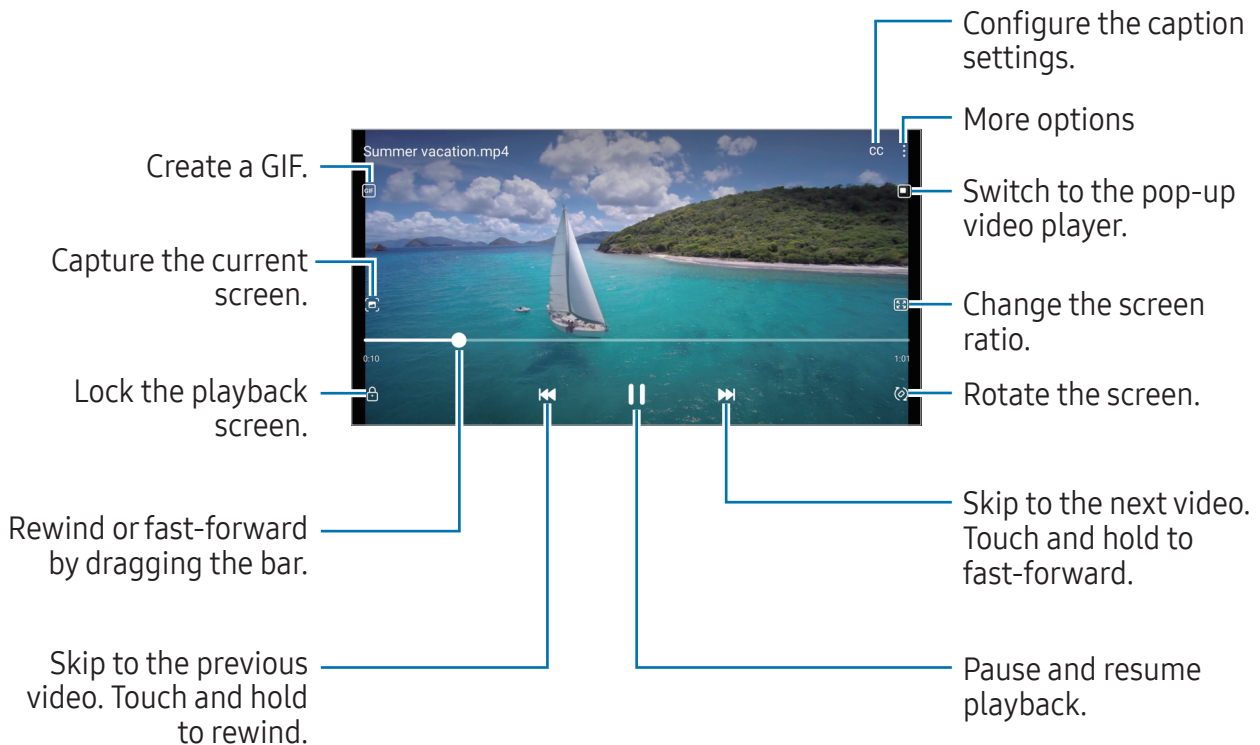 Configure the caption
settings.
More options
Switch to the pop-up
video player.
Change the screen
ratio.
Rotate the screen.
Skip to the next video.
Touch and hold to
fast-forward.
Pause and resume
playback.
Create a GIF.
Capture the current
screen.
Lock the playback
screen.
Rewind or fast-forward
by dragging the bar.
Skip to the previous
video. Touch and hold
to rewind.
Summer vacation.mp4
CC
GIF
0:10
1:01